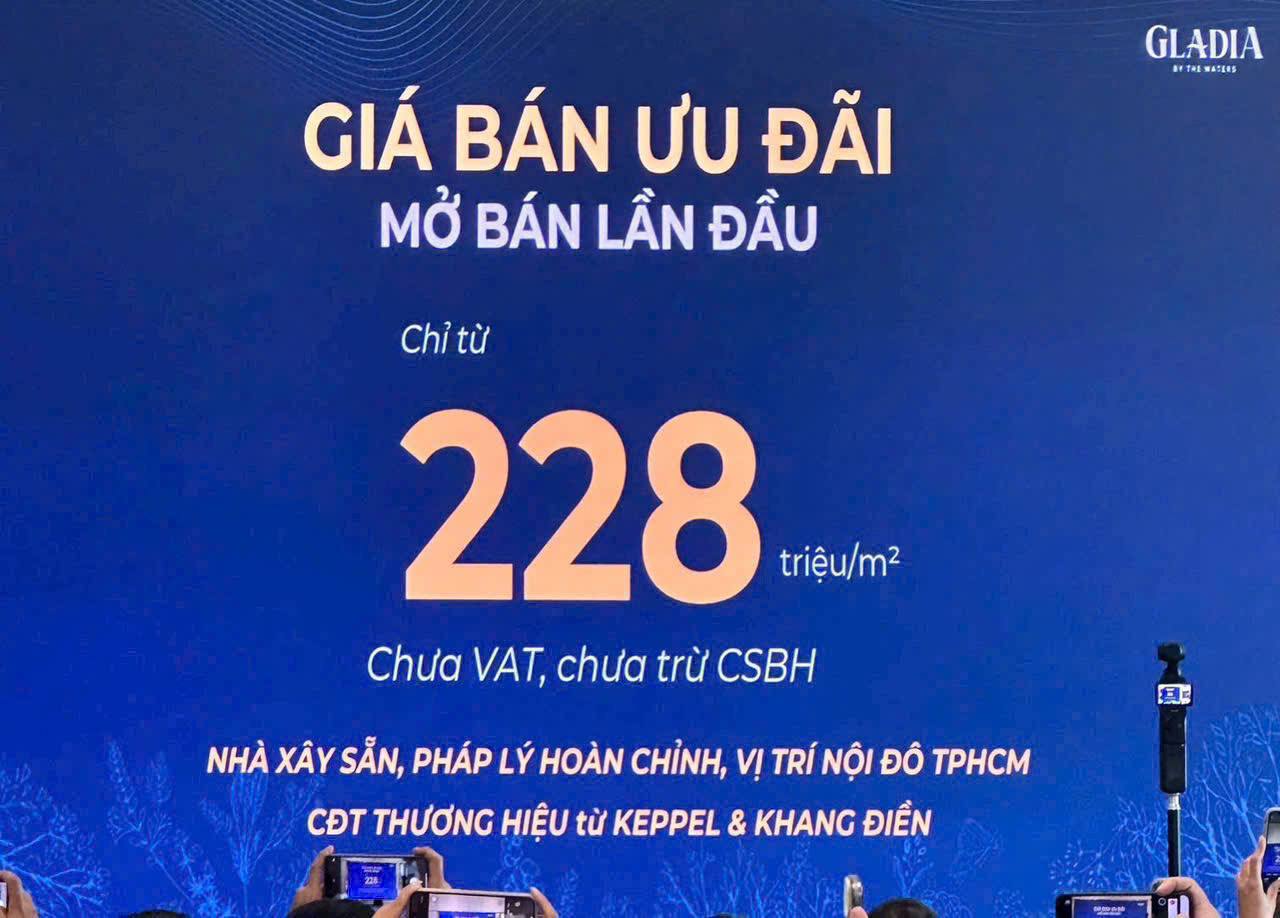 GLADIA
BY THE WATERS
GIÁ BÁN ƯU ĐÃI
MỞ BÁN LẦN ĐẦU
Chỉ từ
228 triệu/m²
Chưa VAT, chưa trừ CSBH
NHÀ XÂY SẴN, PHÁP LÝ HOÀN CHỈNH, VỊ TRÍ NỘI ĐÔ TPHCM
CĐT THƯƠNG HIỆU từ KEPPEL & KHANG ĐIỀN
228